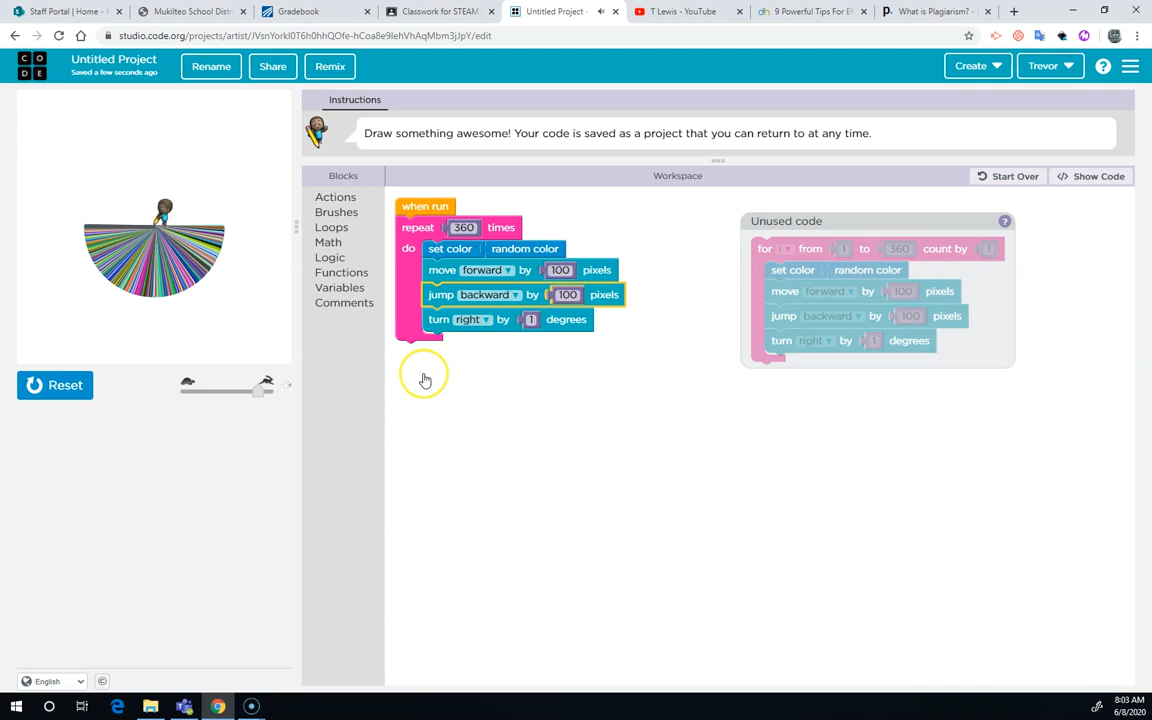 Staff Portal | Home -
Mukilteo School Distr
Gradebook
Classwork for STEAM
Untitled Project -
T Lewis - YouTube
9 Powerful Tips For Ef
What is Plagiarism? -
studio.code.org/projects/artist/JVsnYorkl0T6h0hhQOfe-hCoa8e9IehVhAqMbm3jJpY/edit
C O
D E
Untitled Project
Saved a few seconds ago
Rename
Share
Remix
Create
Trevor
?
Instructions
Draw something awesome! Your code is saved as a project that you can return to at any time.
Blocks
Workspace
Start Over
</> Show Code
Actions
Brushes
Loops
Math
Logic
Functions
Variables
Comments
when run
repeat 360 times
do set color random color
move forward by 100 pixels
jump backward by 100 pixels
turn right by 1 degrees
Unused code
?
for i from 1 to 360 count by 1
set color random color
move forward by 100 pixels
jump backward by 100 pixels
turn right by 1 degrees
Reset
English
©
8:03 AM
6/8/2020